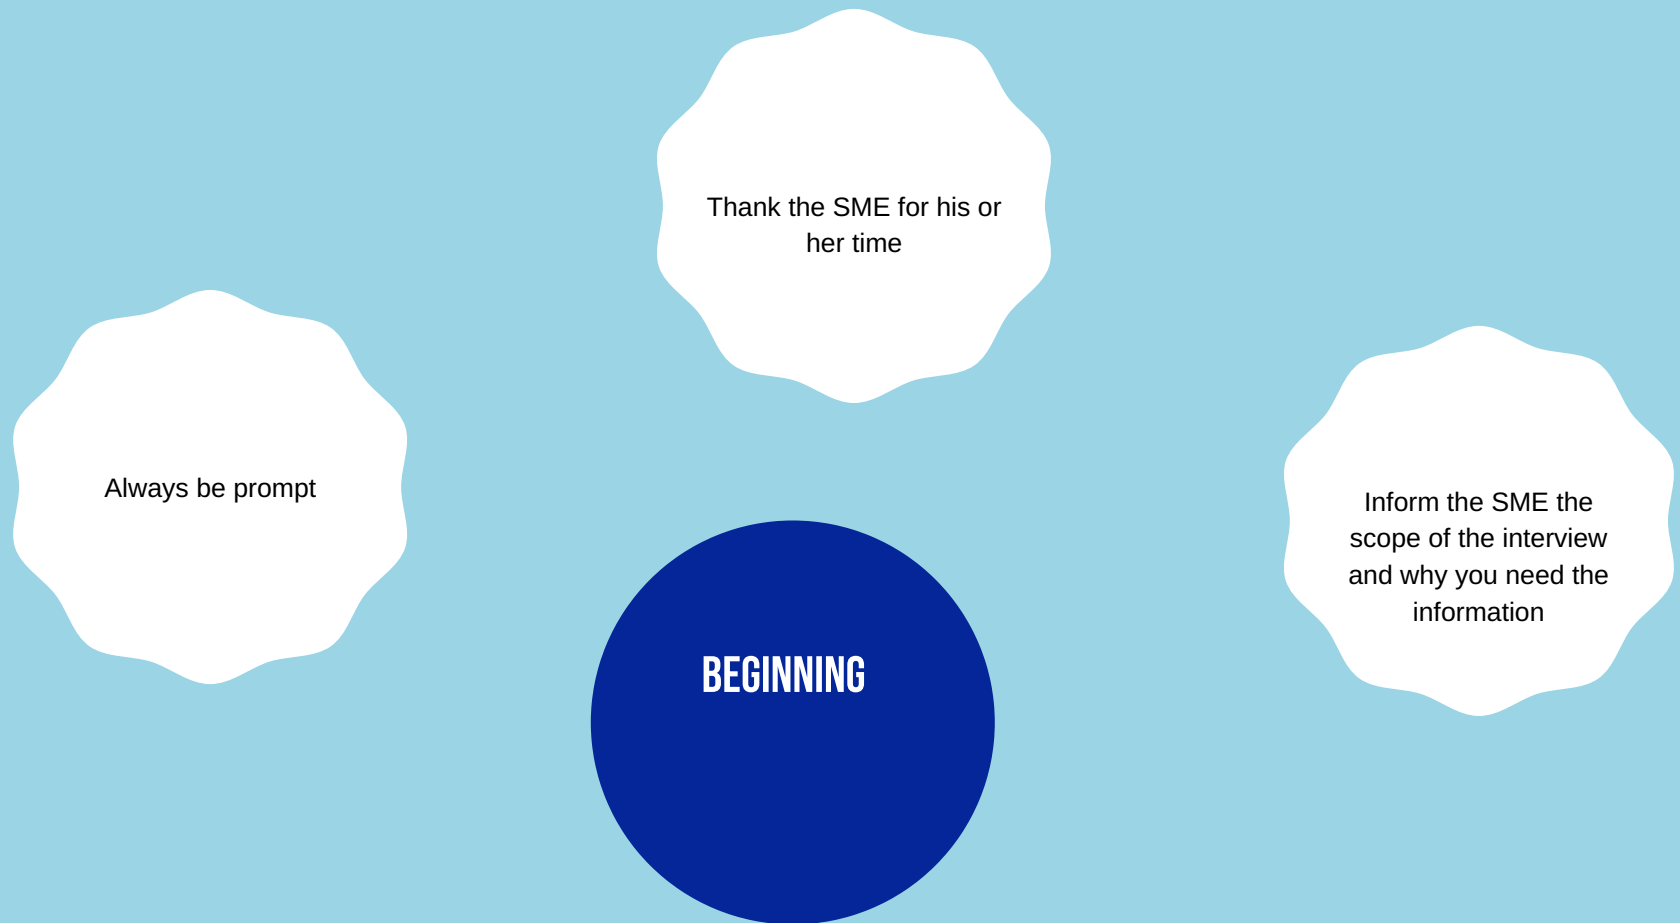 Thank the SME for his or
her time
Always be prompt
Inform the SME the
scope of the interview
and why you need the
information
BEGINNING